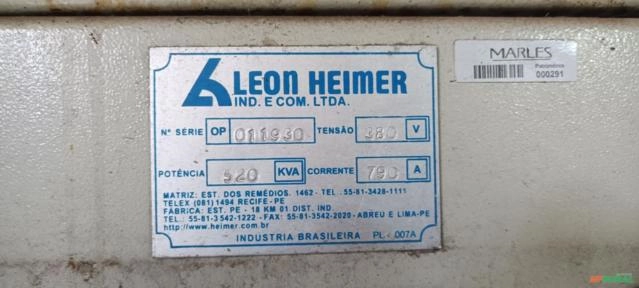 LEON HEIMER
IND. E COM. LTDA.
Nº SÉRIE OP 011930 TENSÃO 380 V
POTÊNCIA 520 KVA CORRENTE 790 A
MATRIZ: EST. DOS REMÉDIOS. 1462 - TEL. :55-81-3428-1111
TELEX (081) 1494 RECIFE-PE
FÁBRICA: EST. PE - 18 KM 01 DIST. IND.
TEL.: 55-81-3542-1222 - FAX: 55-81-3542-2020 - ABREU E LIMA-PE
http://www.heimer.com.br
INDUSTRIA BRASILEIRA PL - 007A
MARLES
Patrimônio
000291